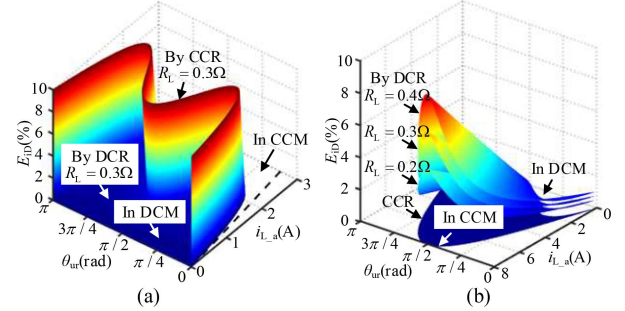 By CCR
R_L = 0.3Ω
E_iD(%)
10
8
6
4
2
0
By DCR
R_L = 0.3Ω
In CCM
In DCM
π
3π/4
π/2
π/4
0
θ_ur(rad)
0
1
2
3
i_L_a(A)
(a)
E_iD(%)
10
8
6
4
2
0
By DCR
R_L = 0.4Ω
R_L = 0.3Ω
R_L = 0.2Ω
CCR
In CCM
In DCM
π
3π/4
π/2
π/4
0
θ_ur(rad)
8
6
4
2
0
i_L_a(A)
(b)